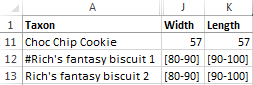 A J K
1 Taxon Width Length
11 Choc Chip Cookie 57 57
12 #Rich's fantasy biscuit 1 [80-90] [90-100]
13 Rich's fantasy biscuit 2 [80-90] [90-100]